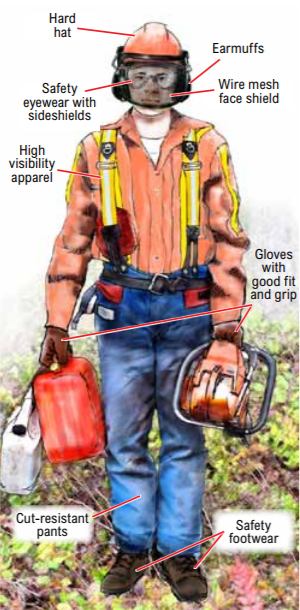 Hard
hat
Earmuffs
Safety
eyewear with
sideshields
Wire mesh
face shield
High
visibility
apparel
Gloves
with
good fit
and grip
Cut-resistant
pants
Safety
footwear